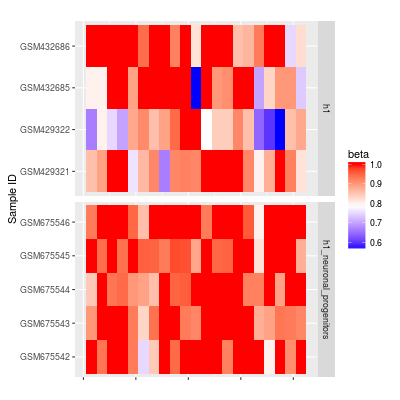 GSM432686
GSM432685
GSM429322
GSM429321
h1
GSM675546
GSM675545
GSM675544
GSM675543
GSM675542
h1_neuronal_progenitors
Sample ID
beta
1.0
0.9
0.8
0.7
0.6